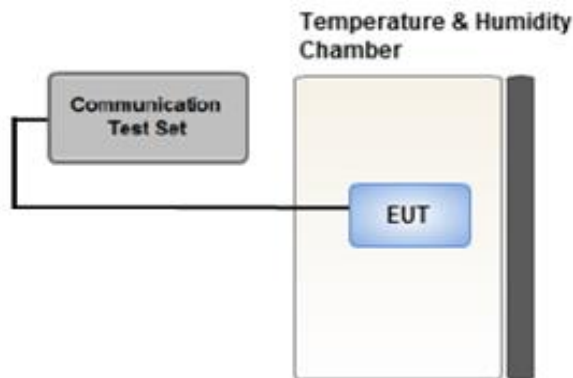 Temperature & Humidity
Chamber
Communication
Test Set
EUT